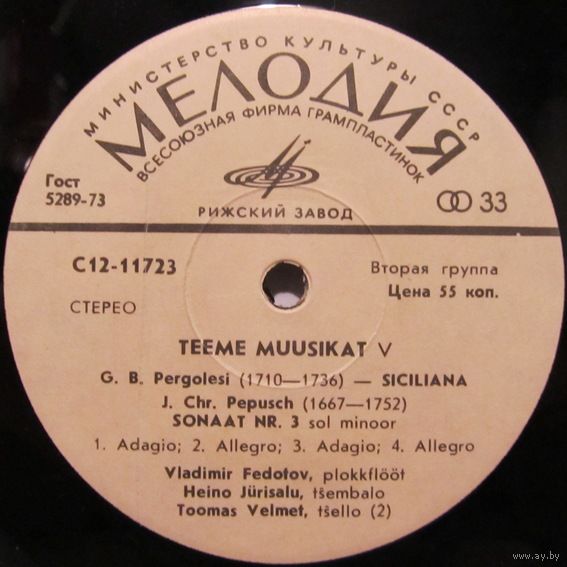 МИНИСТЕРСТВО КУЛЬТУРЫ СССР
МЕЛОДИЯ
ВСЕСОЮЗНАЯ ФИРМА ГРАМПЛАСТИНОК
Гост
5289-73
33
РИЖСКИЙ ЗАВОД
С12-11723
Вторая группа
Цена 55 коп.
СТЕРЕО
TEEME MUUSIKAT V
G. B. Pergolesi (1710—1736) — SICILIANA
J. Chr. Pepusch (1667—1752)
SONAAT NR. 3 sol minoor
1. Adagio; 2. Allegro; 3. Adagio; 4. Allegro
Vladimir Fedotov, plokkflööt
Heino Jürisalu, tšembalo
Toomas Velmet, tšello (2)
www.ay.by